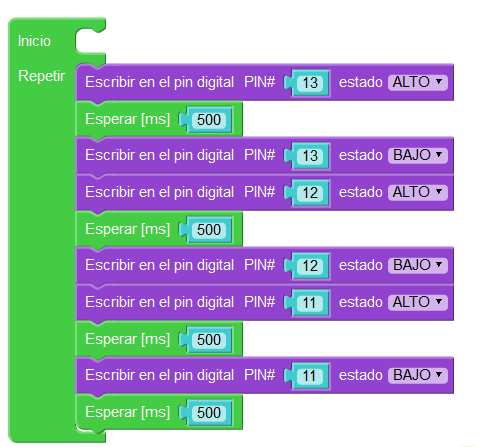 Inicio
Repetir
Escribir en el pin digital PIN# 13 estado ALTO
Esperar [ms] 500
Escribir en el pin digital PIN# 13 estado BAJO
Escribir en el pin digital PIN# 12 estado ALTO
Esperar [ms] 500
Escribir en el pin digital PIN# 12 estado BAJO
Escribir en el pin digital PIN# 11 estado ALTO
Esperar [ms] 500
Escribir en el pin digital PIN# 11 estado BAJO
Esperar [ms] 500